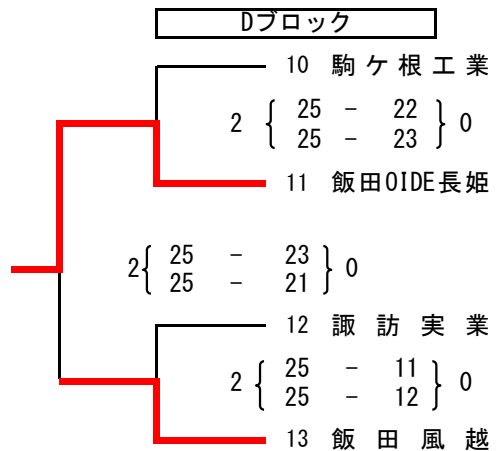 Dブロック
10 駒ケ根工業
2 { 25 - 22 } 0
25 - 23
11 飯田OIDE長姫
2 { 25 - 23 } 0
25 - 21
12 諏訪実業
2 { 25 - 11 } 0
25 - 12
13 飯田風越